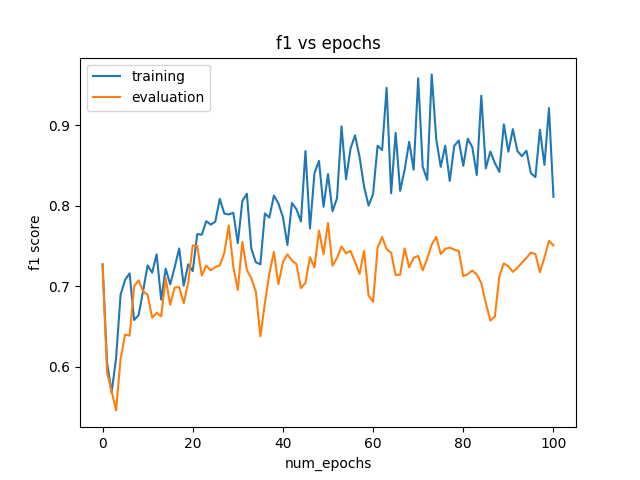 f1 vs epochs
training
evaluation
f1 score
0.9
0.8
0.7
0.6
0 20 40 60 80 100
num_epochs